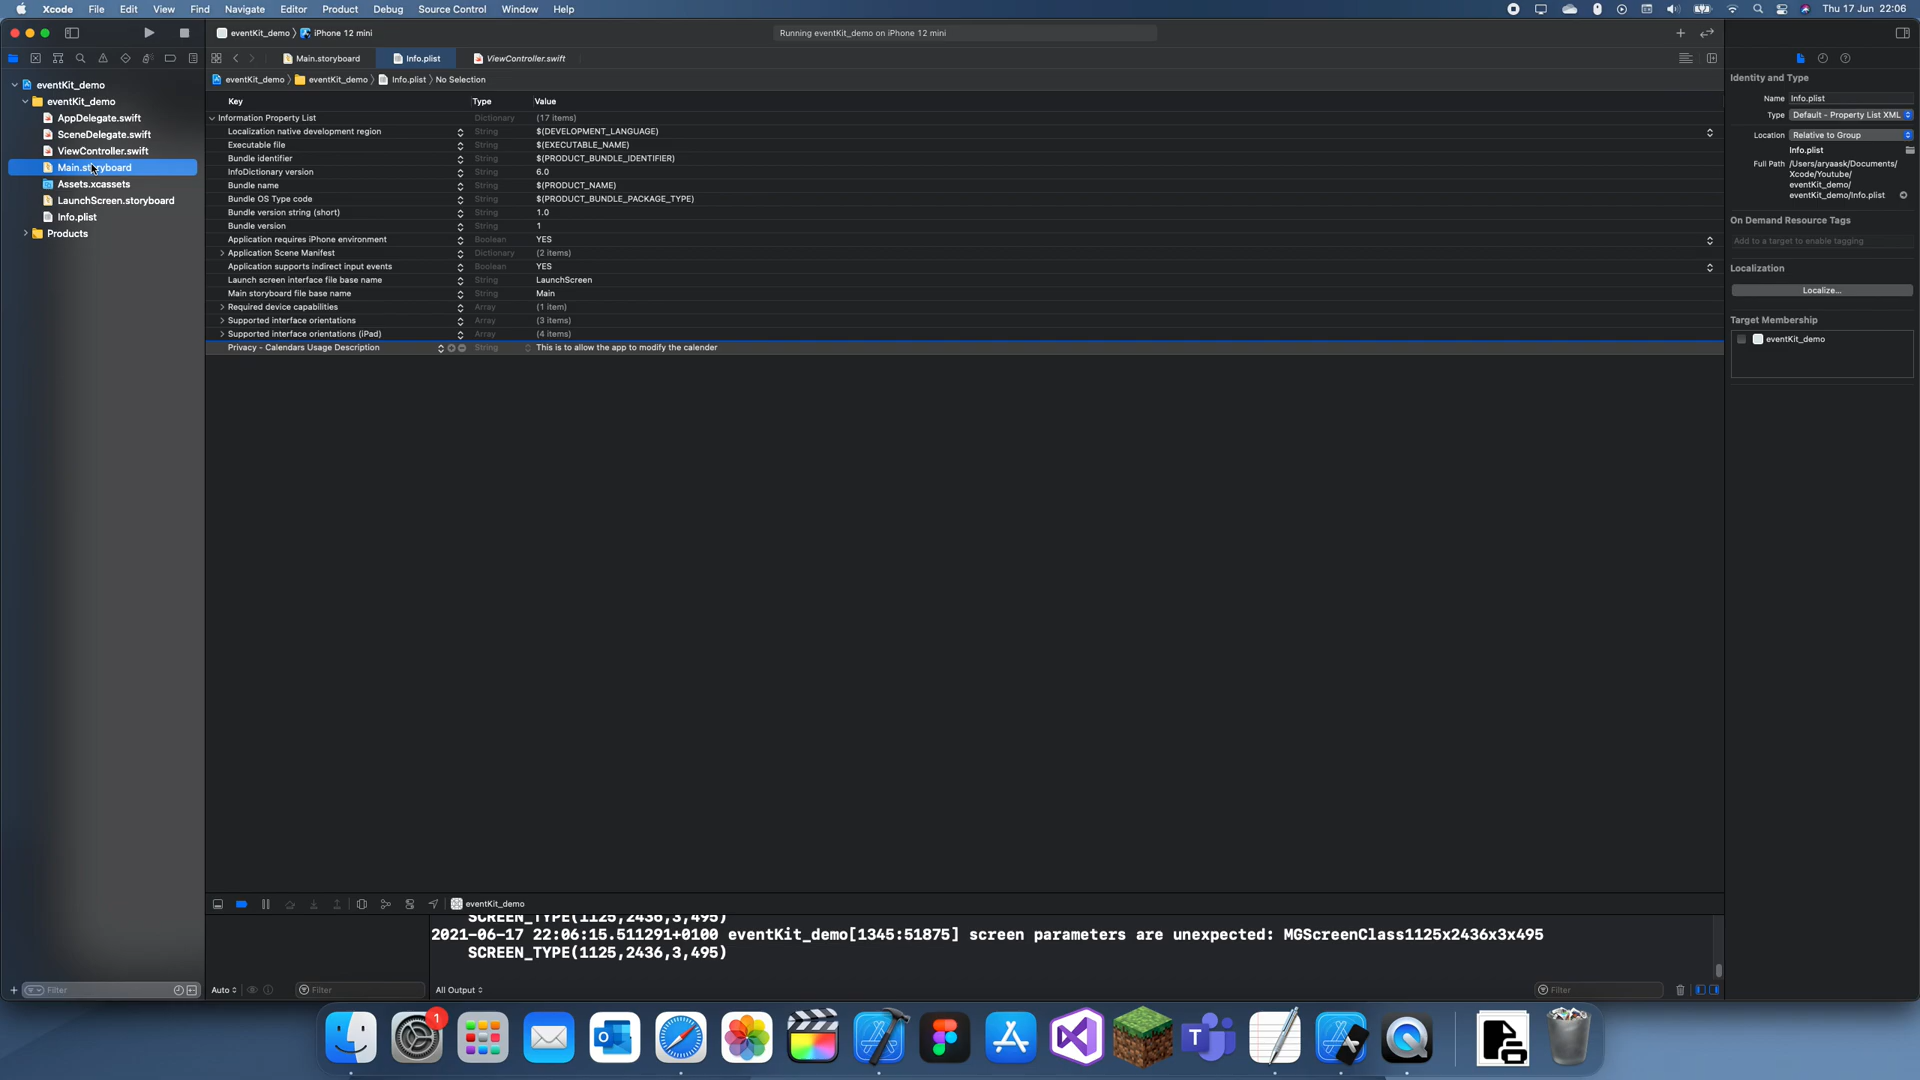 Xcode File Edit View Find Navigate Editor Product Debug Source Control Window Help Thu 17 Jun 22:06
eventKit_demo 〉 iPhone 12 mini Running eventKit_demo on iPhone 12 mini
Main.storyboard Info.plist ViewController.swift
eventKit_demo 〉 eventKit_demo 〉 Info.plist 〉 No Selection
eventKit_demo
eventKit_demo
AppDelegate.swift
SceneDelegate.swift
ViewController.swift
Main.storyboard
Assets.xcassets
LaunchScreen.storyboard
Info.plist
Products
Filter
Key Type Value
Information Property List Dictionary (17 items)
Localization native development region String $(DEVELOPMENT_LANGUAGE)
Executable file String $(EXECUTABLE_NAME)
Bundle identifier String $(PRODUCT_BUNDLE_IDENTIFIER)
InfoDictionary version String 6.0
Bundle name String $(PRODUCT_NAME)
Bundle OS Type code String $(PRODUCT_BUNDLE_PACKAGE_TYPE)
Bundle version string (short) String 1.0
Bundle version String 1
Application requires iPhone environment Boolean YES
Application Scene Manifest Dictionary (2 items)
Application supports indirect input events Boolean YES
Launch screen interface file base name String LaunchScreen
Main storyboard file base name String Main
Required device capabilities Array (1 item)
Supported interface orientations Array (3 items)
Supported interface orientations (iPad) Array (4 items)
Privacy - Calendars Usage Description String This is to allow the app to modify the calender
eventKit_demo
SCREEN_TYPE(1125,2436,3,495)
2021-06-17 22:06:15.511291+0100 eventKit_demo[1345:51875] screen parameters are unexpected: MGScreenClass1125x2436x3x495
SCREEN_TYPE(1125,2436,3,495)
Auto Filter All Output Filter
Identity and Type
Name Info.plist
Type Default - Property List XML
Location Relative to Group
Info.plist
Full Path /Users/aryaask/Documents/
Xcode/Youtube/
eventKit_demo/
eventKit_demo/Info.plist
On Demand Resource Tags
Add to a target to enable tagging
Localization
Localize...
Target Membership
eventKit_demo
1